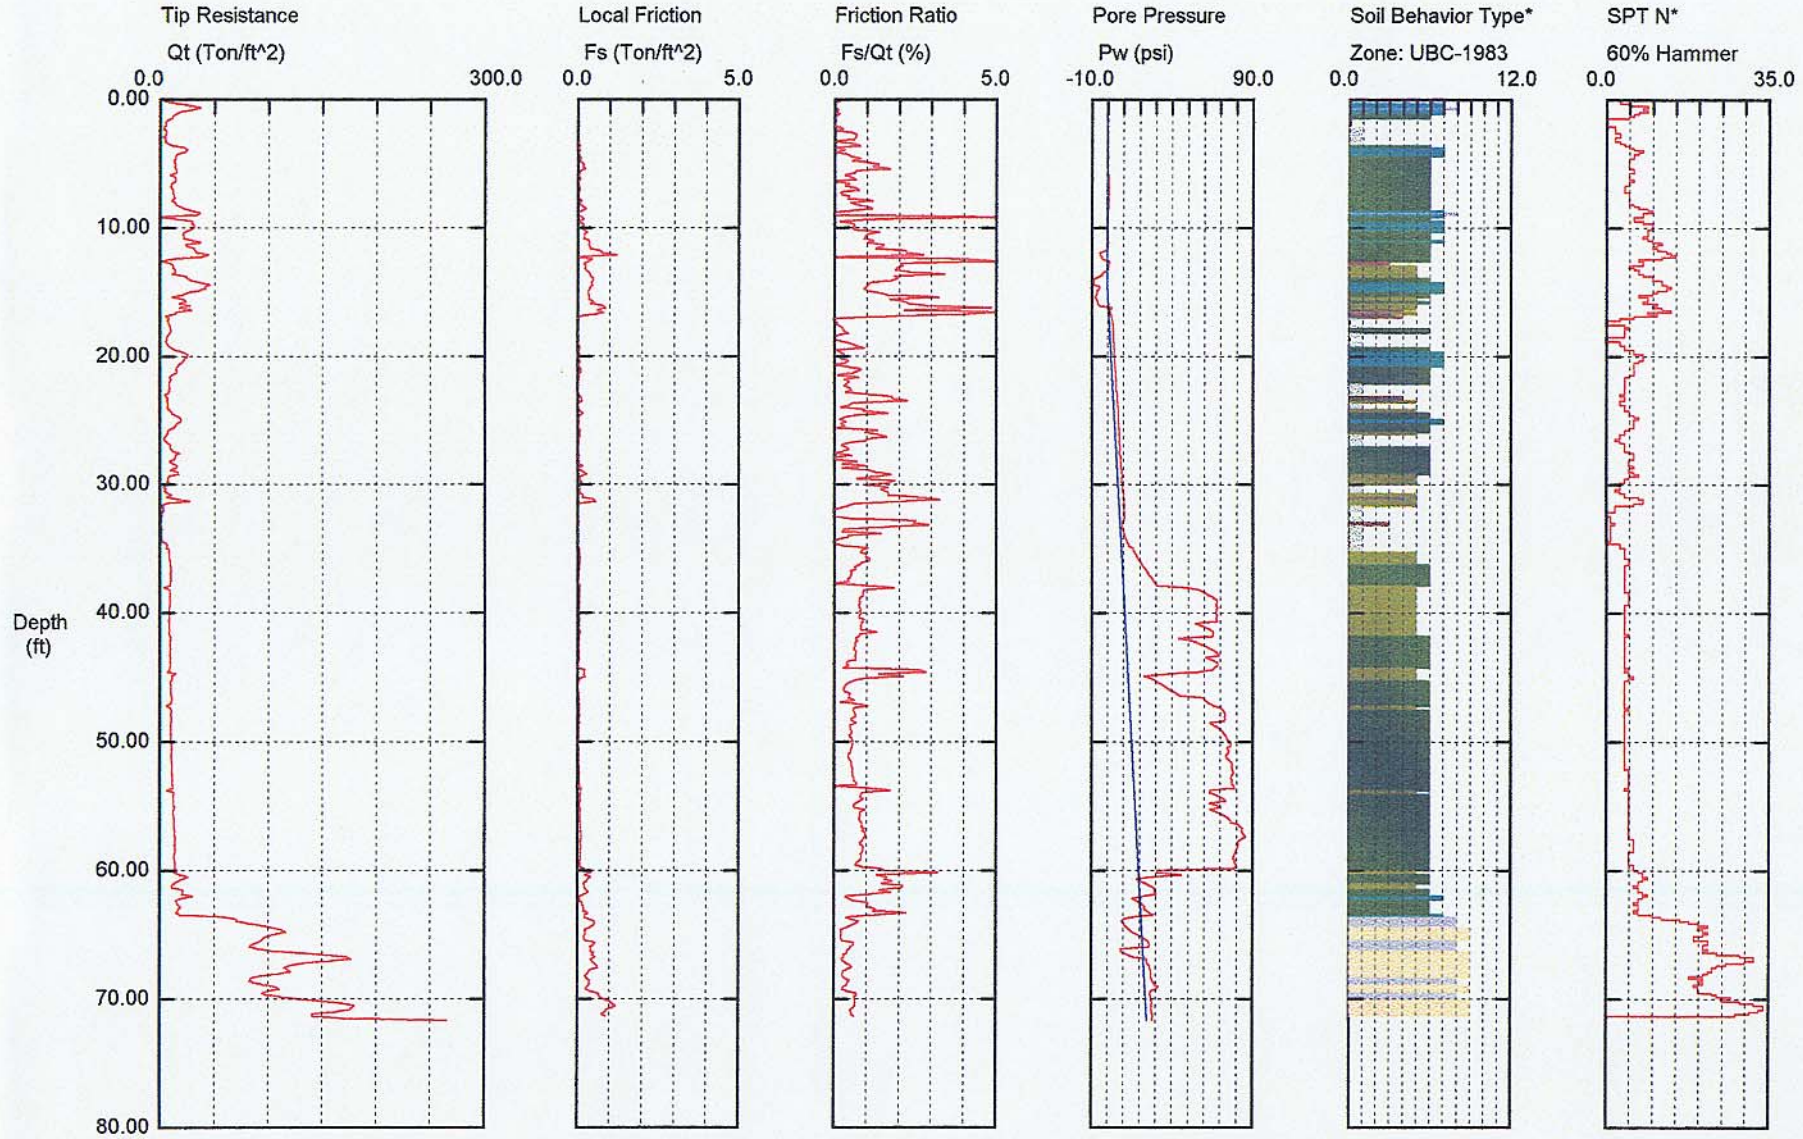 Tip Resistance
Qt (Ton/ft^2)
0.0 300.0
Local Friction
Fs (Ton/ft^2)
0.0 5.0
Friction Ratio
Fs/Qt (%)
0.0 5.0
Pore Pressure
Pw (psi)
-10.0 90.0
Soil Behavior Type*
Zone: UBC-1983
0.0 12.0
SPT N*
60% Hammer
0.0 35.0
0.00
10.00
20.00
30.00
40.00
Depth
(ft)
50.00
60.00
70.00
80.00